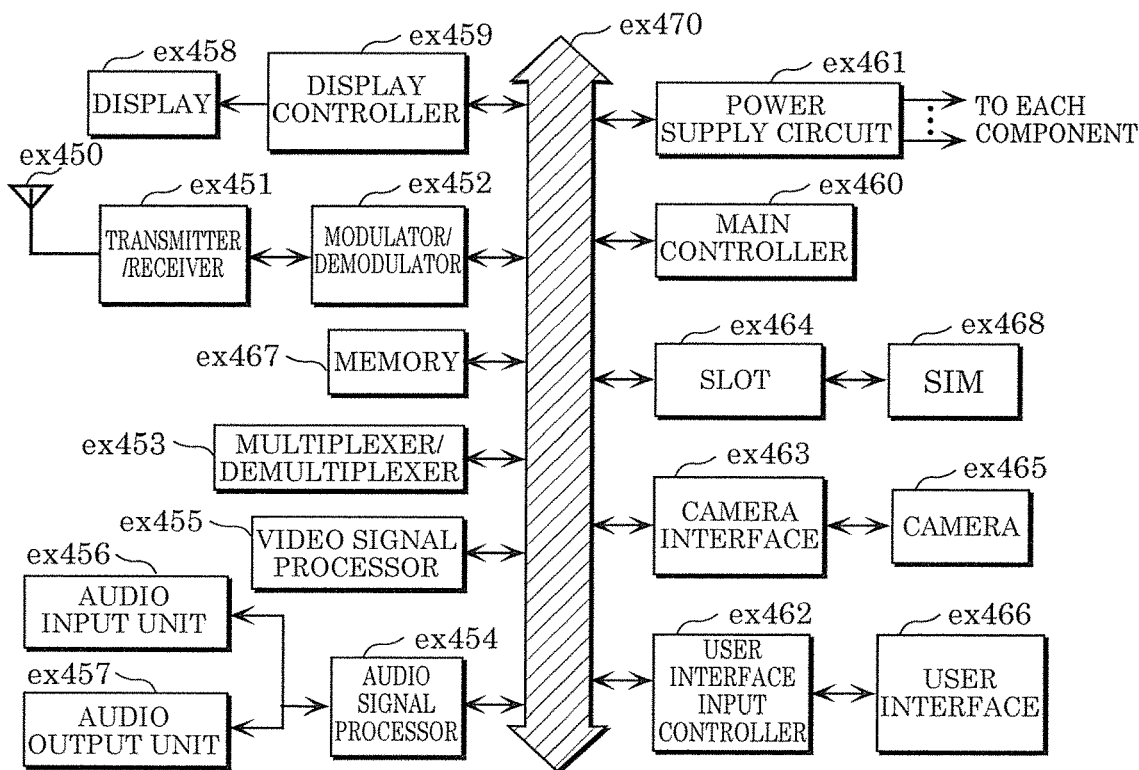 ex470
ex459
ex458
DISPLAY
CONTROLLER
DISPLAY
ex461
POWER
SUPPLY CIRCUIT
TO EACH
COMPONENT
ex450
ex451
TRANSMITTER
/RECEIVER
ex452
MODULATOR/
DEMODULATOR
ex460
MAIN
CONTROLLER
ex467
MEMORY
ex464
SLOT
ex468
SIM
ex453
MULTIPLEXER/
DEMULTIPLEXER
ex463
CAMERA
INTERFACE
ex465
CAMERA
ex455
VIDEO SIGNAL
PROCESSOR
ex456
AUDIO
INPUT UNIT
ex454
AUDIO
SIGNAL
PROCESSOR
ex457
AUDIO
OUTPUT UNIT
ex462
USER
INTERFACE
INPUT
CONTROLLER
ex466
USER
INTERFACE